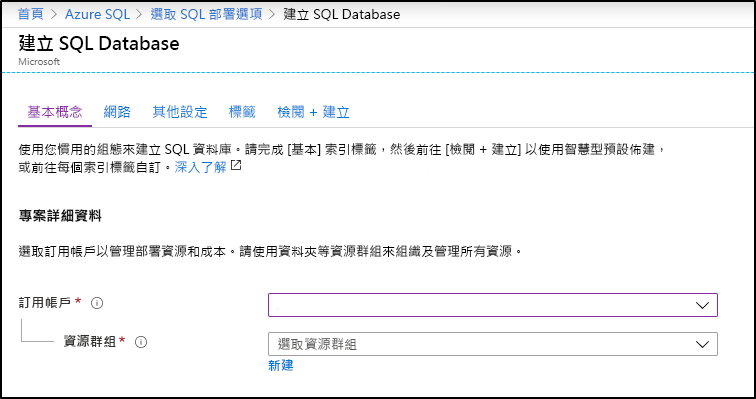 首頁 > Azure SQL > 選取 SQL 部署選項 > 建立 SQL Database
建立 SQL Database
Microsoft
基本概念 網路 其他設定 標籤 檢閱 + 建立
使用您慣用的組態來建立 SQL 資料庫。請完成 [基本] 索引標籤，然後前往 [檢閱 + 建立] 以使用智慧型預設佈建，
或前往每個索引標籤自訂。深入了解
專案詳細資料
選取訂用帳戶以管理部署資源和成本。請使用資料夾等資源群組來組織及管理所有資源。
訂用帳戶 *
資源群組 * 選取資源群組
新建